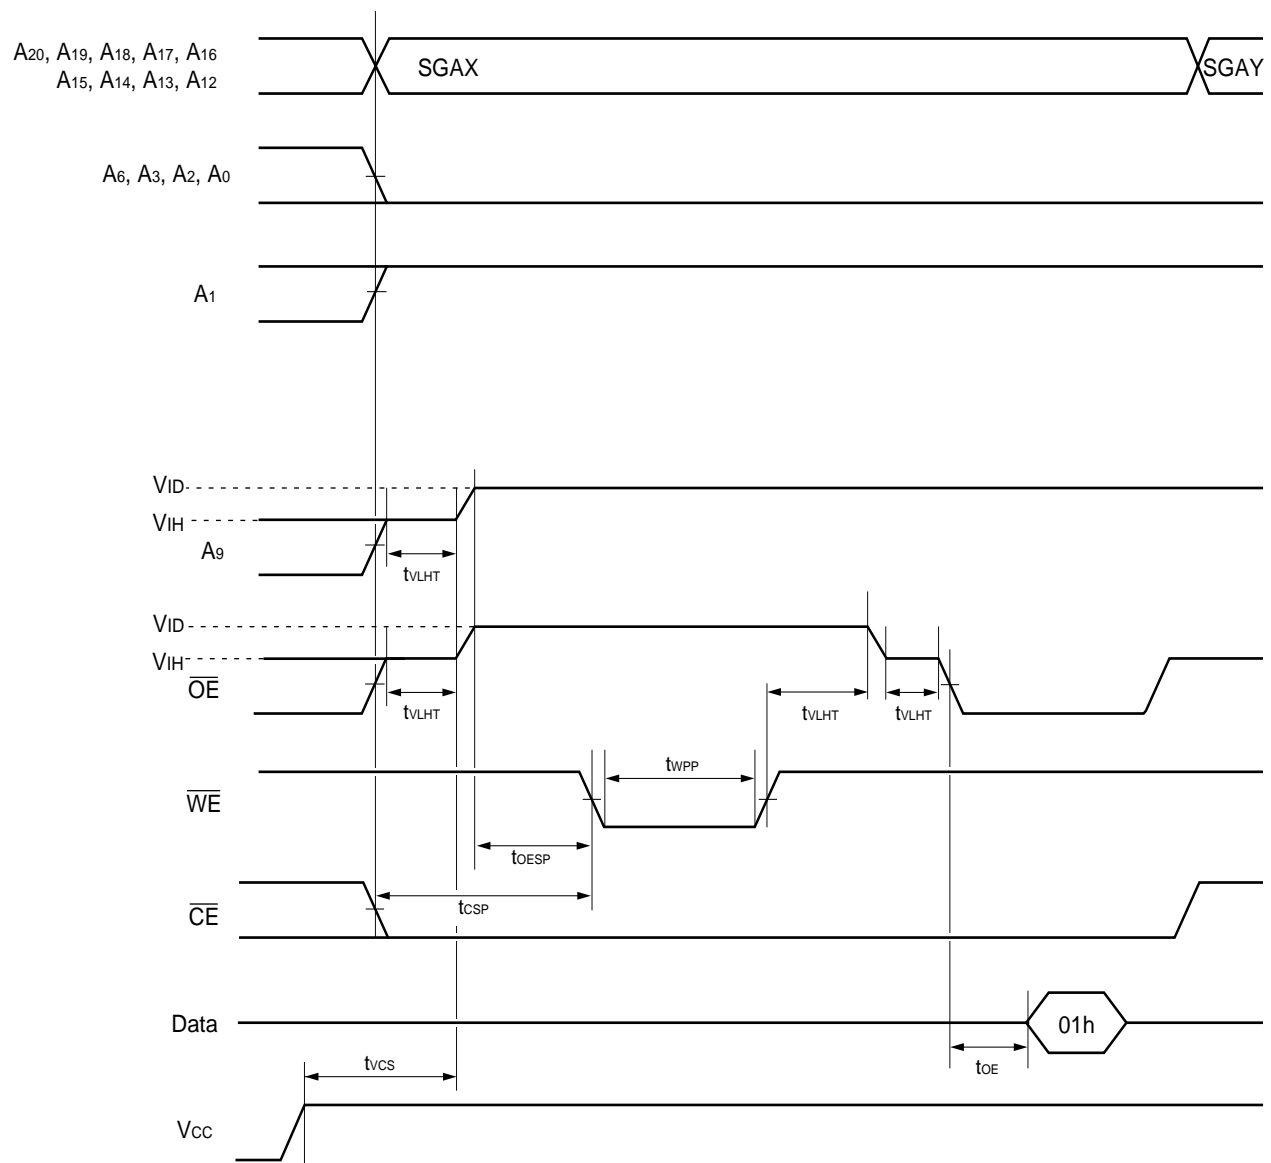 A20, A19, A18, A17, A16
A15, A14, A13, A12
SGAX
SGAY
A6, A3, A2, A0
A1
VID
VIH
A9
tVLHT
VID
VIH
OE
tVLHT
tVLHT
tVLHT
tWPP
WE
tOESP
tCSP
CE
Data
01h
tOE
tVCS
VCC